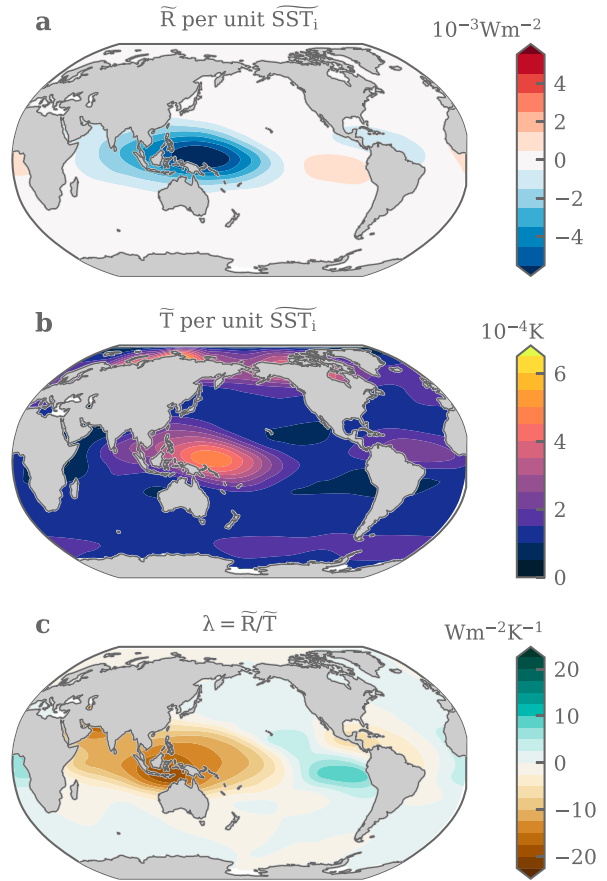 a
R̃ per unit S͠S͠T͠ᵢ
10⁻³Wm⁻²
4
2
0
−2
−4
b
T̃ per unit S͠S͠T͠ᵢ
10⁻⁴K
6
4
2
0
c
λ = R̃/T̃
Wm⁻²K⁻¹
20
10
0
−10
−20